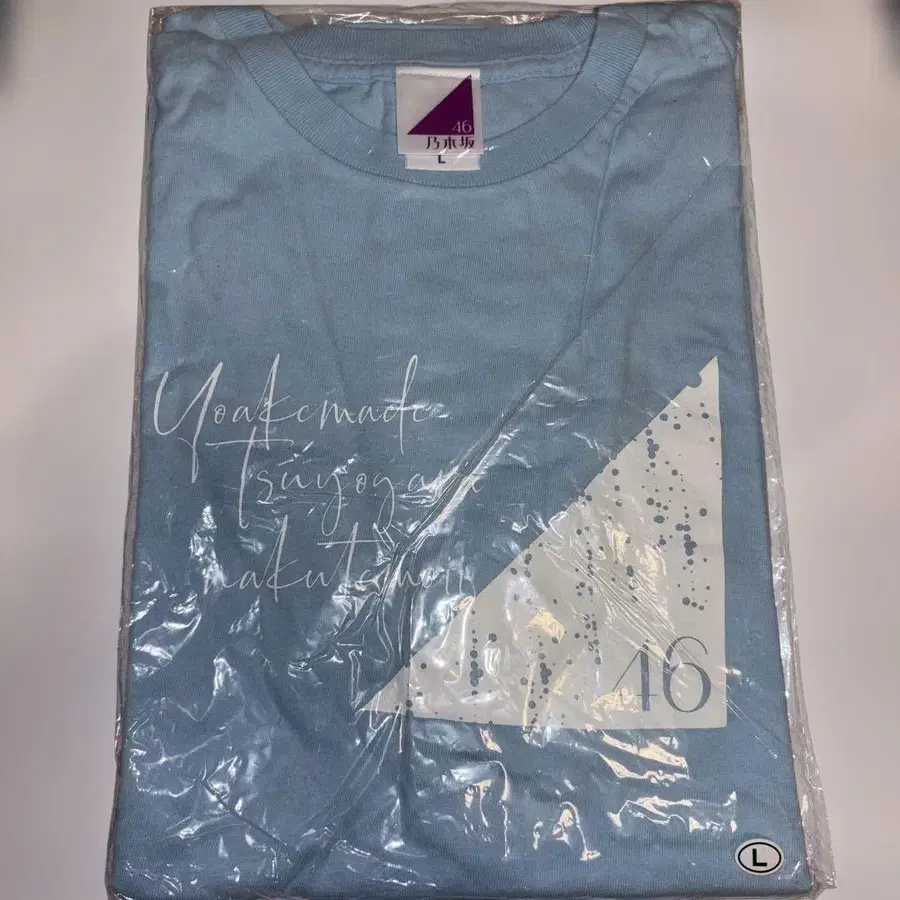 46
乃木坂
L
Yoakemade
Tsuyogara
nakutemoii
46
L